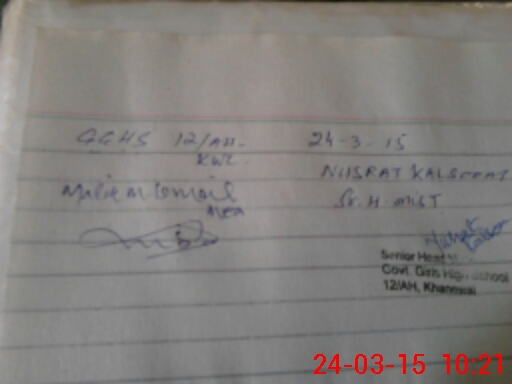 GGHS 12/AH.
KWL.
24-3-15
NUSRAT KALSOOM
Malik M Ismail
MEA
Sr. H. MIST
Senior Head
Govt. Girls High School
12/AH, Khanewal
24-03-15 10:21